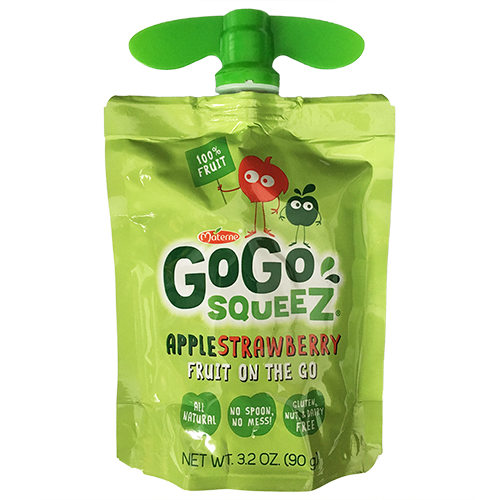 100%
FRUIT
Materne
GOGO
SQUEEZ®
APPLESTRAWBERRY
FRUIT ON THE GO
ALL
NATURAL
NO SPOON,
NO MESS!
GLUTEN,
NUT, & DAIRY
FREE
NET WT. 3.2 OZ. (90 g)